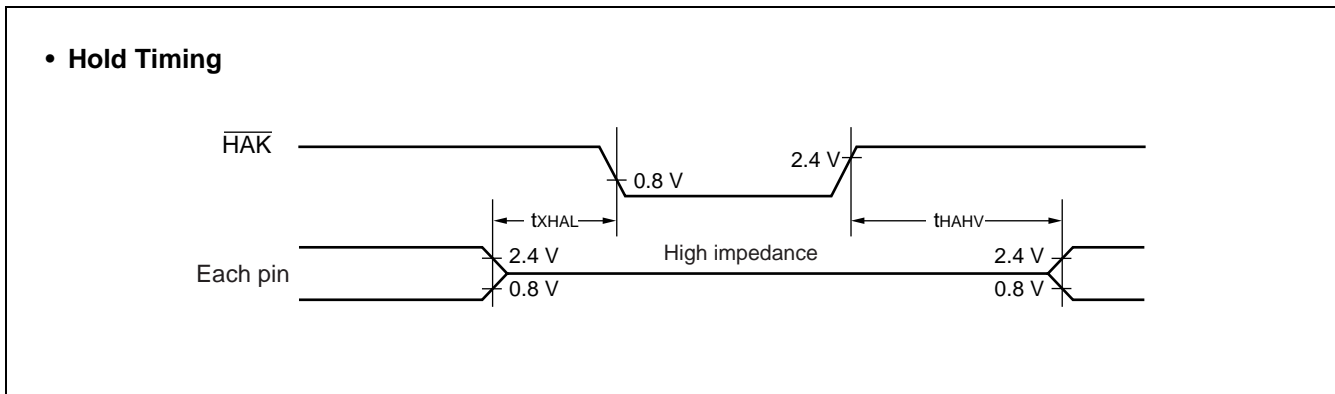 • Hold Timing
HAK
2.4 V
0.8 V
tXHAL
tHAHV
Each pin
2.4 V
High impedance
2.4 V
0.8 V
0.8 V